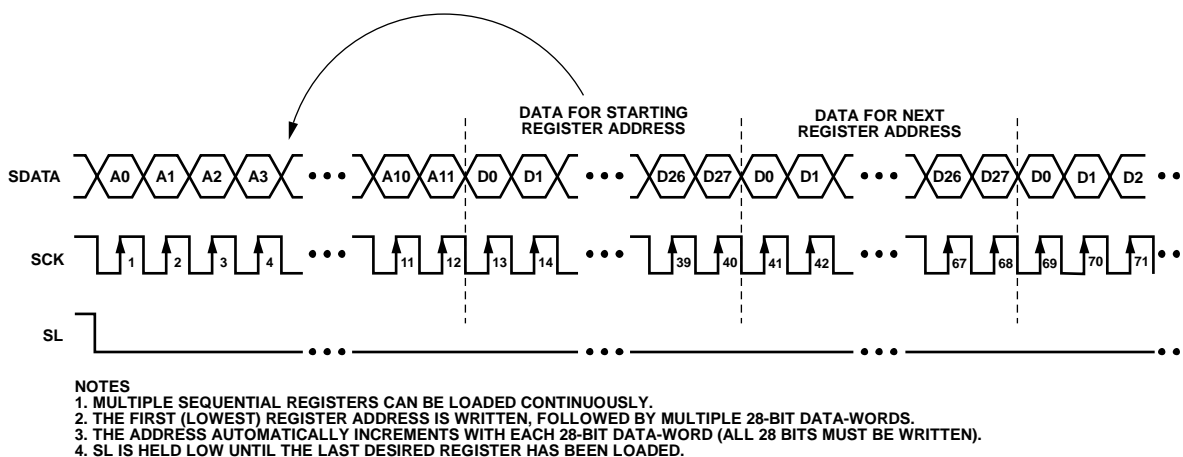 DATA FOR STARTING
REGISTER ADDRESS
DATA FOR NEXT
REGISTER ADDRESS
SDATA A0 A1 A2 A3 ••• A10 A11 D0 D1 ••• D26 D27 D0 D1 ••• D26 D27 D0 D1 D2 ••
SCK 1 2 3 4 ••• 11 12 13 14 ••• 39 40 41 42 ••• 67 68 69 70 71 ••
SL ••• ••• ••• ••
NOTES
1. MULTIPLE SEQUENTIAL REGISTERS CAN BE LOADED CONTINUOUSLY.
2. THE FIRST (LOWEST) REGISTER ADDRESS IS WRITTEN, FOLLOWED BY MULTIPLE 28-BIT DATA-WORDS.
3. THE ADDRESS AUTOMATICALLY INCREMENTS WITH EACH 28-BIT DATA-WORD (ALL 28 BITS MUST BE WRITTEN).
4. SL IS HELD LOW UNTIL THE LAST DESIRED REGISTER HAS BEEN LOADED.